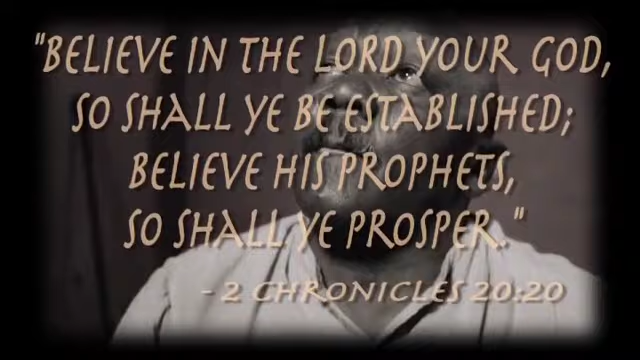 "BELIEVE IN THE LORD YOUR GOD,
SO SHALL YE BE ESTABLISHED;
BELIEVE HIS PROPHETS,
SO SHALL YE PROSPER."
- 2 CHRONICLES 20:20